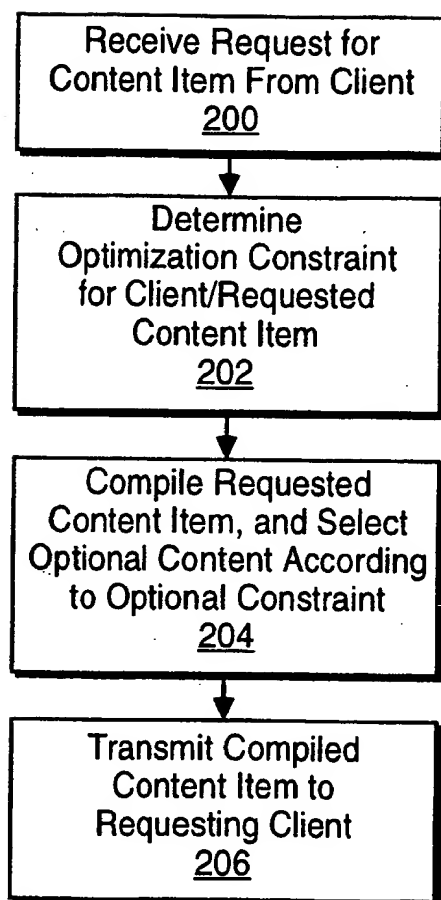 Receive Request for
Content Item From Client
200
Determine
Optimization Constraint
for Client/Requested
Content Item
202
Compile Requested
Content Item, and Select
Optional Content According
to Optional Constraint
204
Transmit Compiled
Content Item to
Requesting Client
206